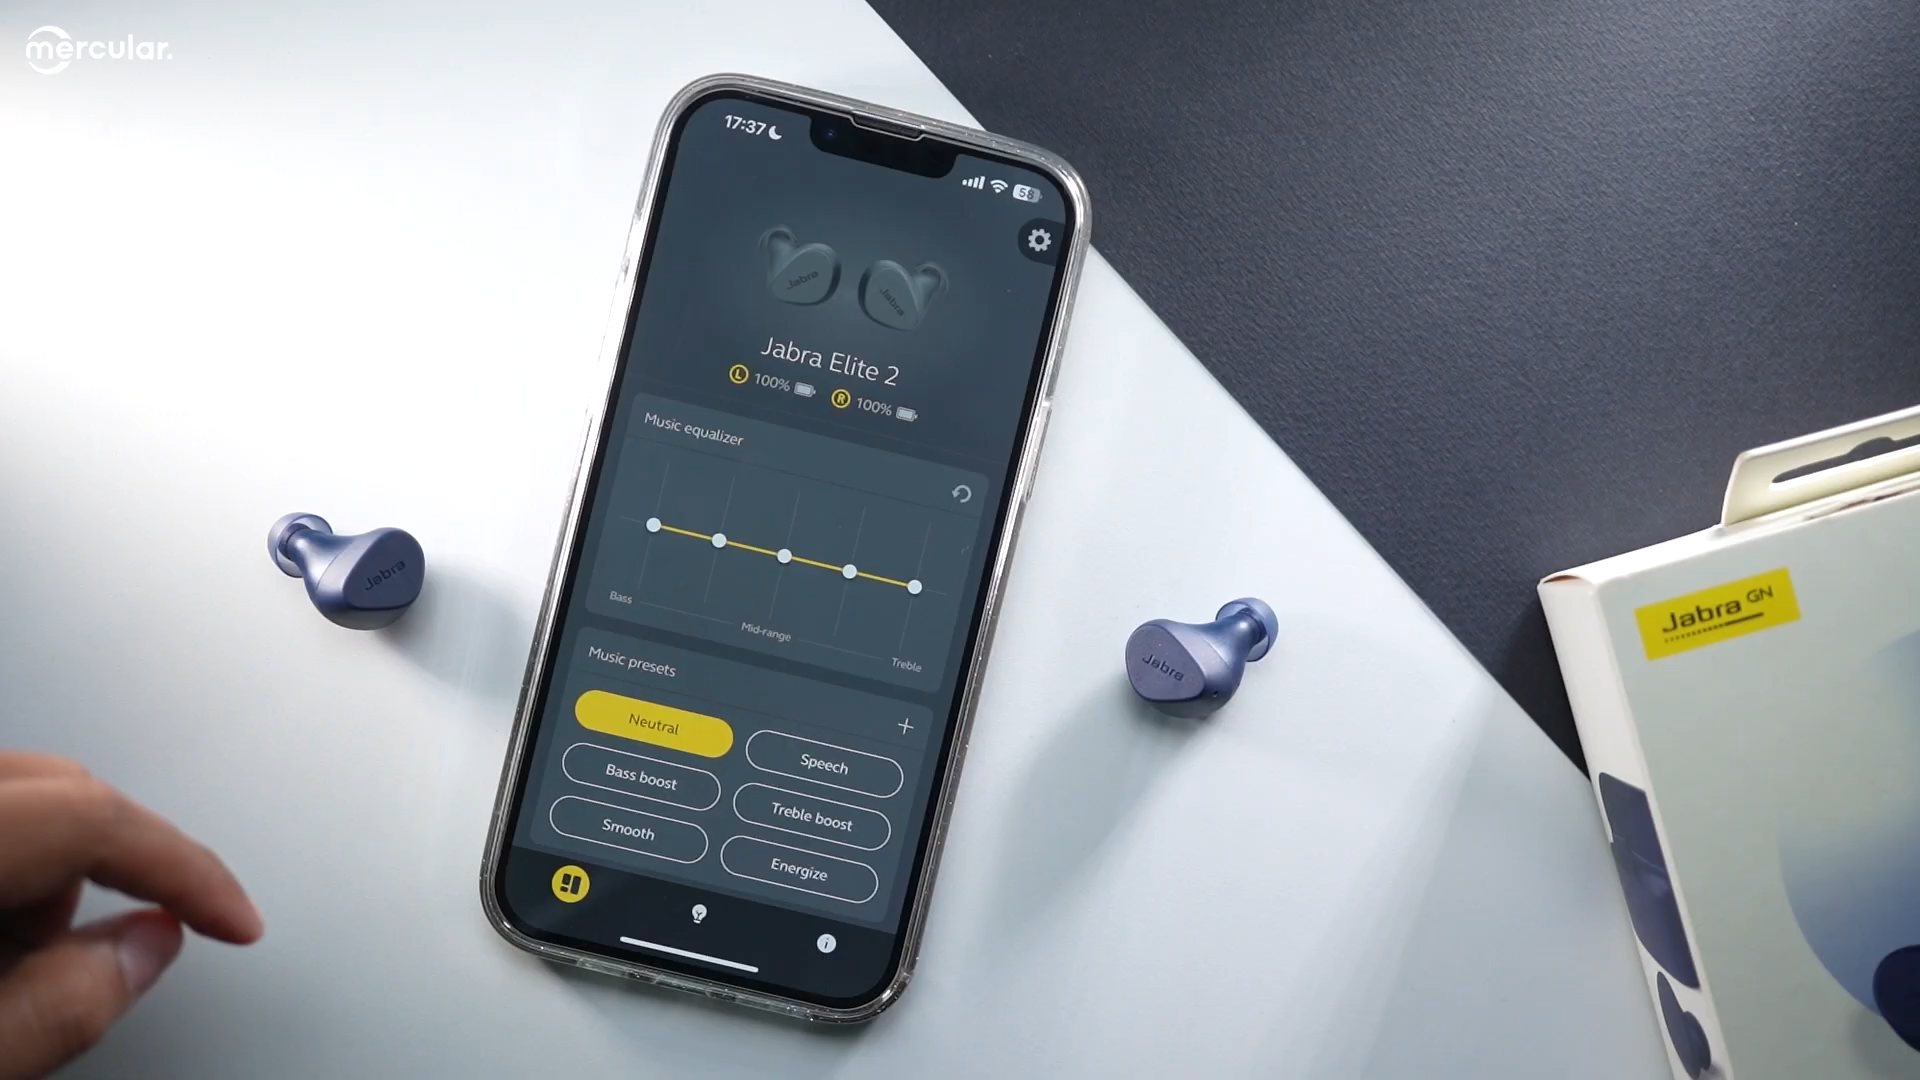 mercular.
17:37
58
Jabra
Jabra
Jabra Elite 2
L 100% R 100%
Music equalizer
Bass
Mid-range
Treble
Music presets
Neutral
Speech
Bass boost
Treble boost
Smooth
Energize
Jabra
Jabra
Jabra GN